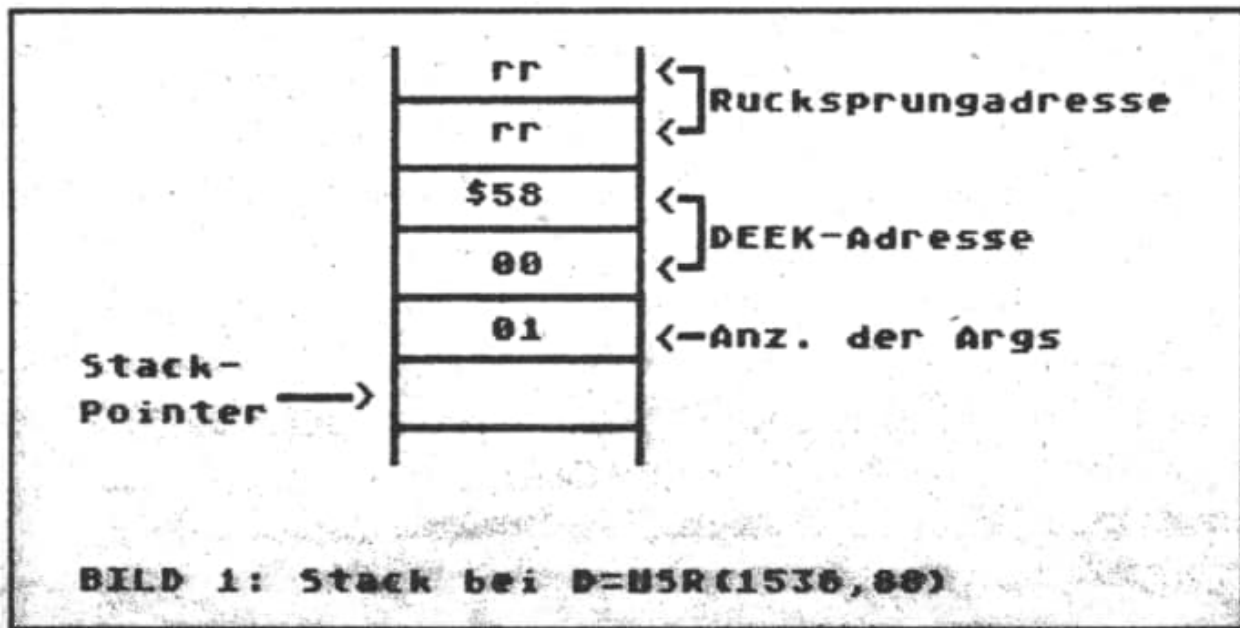 rr
Rucksprungadresse
rr
$58
DEEK-Adresse
00
01
<-Anz. der Args
Stack-
Pointer
BILD 1: Stack bei D=USR(1536,88)